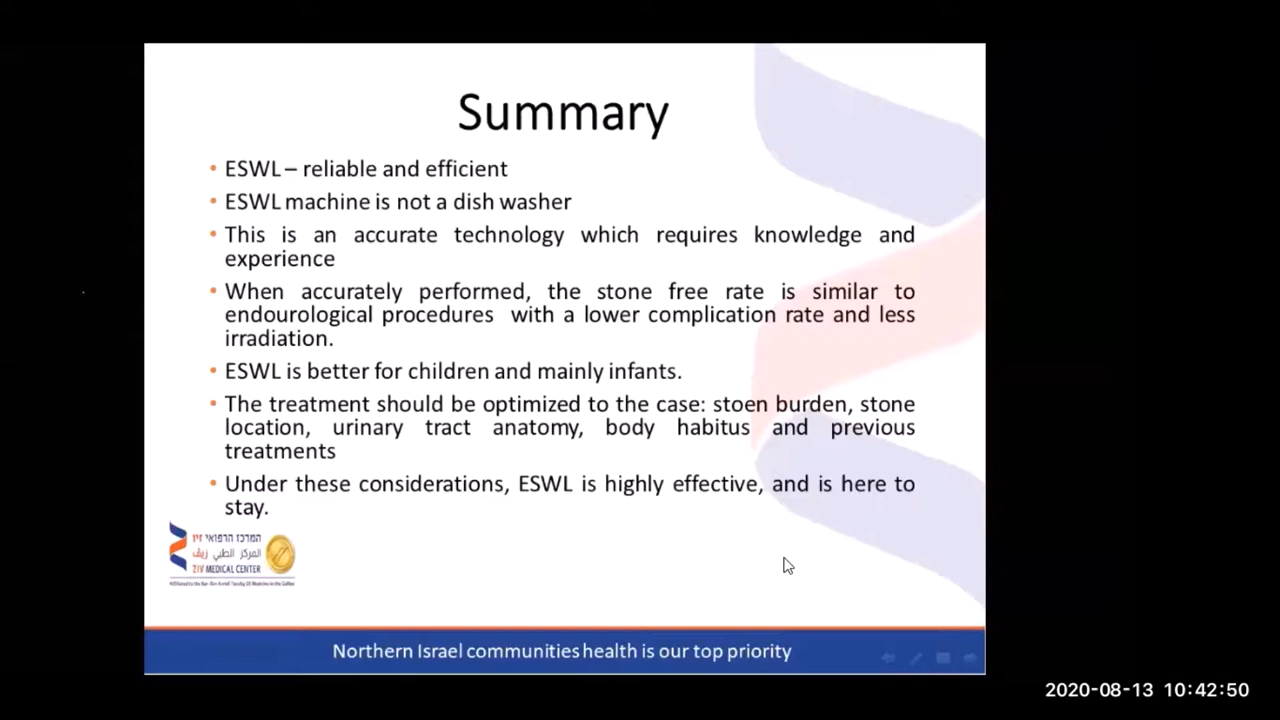 Summary
• ESWL – reliable and efficient
• ESWL machine is not a dish washer
• This is an accurate technology which requires knowledge and
experience
• When accurately performed, the stone free rate is similar to
endourological procedures with a lower complication rate and less
irradiation.
• ESWL is better for children and mainly infants.
• The treatment should be optimized to the case: stoen burden, stone
location, urinary tract anatomy, body habitus and previous
treatments
• Under these considerations, ESWL is highly effective, and is here to
stay.
המרכז הרפואי זיו
المركز الطبي زيف
ZIV MEDICAL CENTER
Northern Israel communities health is our top priority
2020-08-13 10:42:50